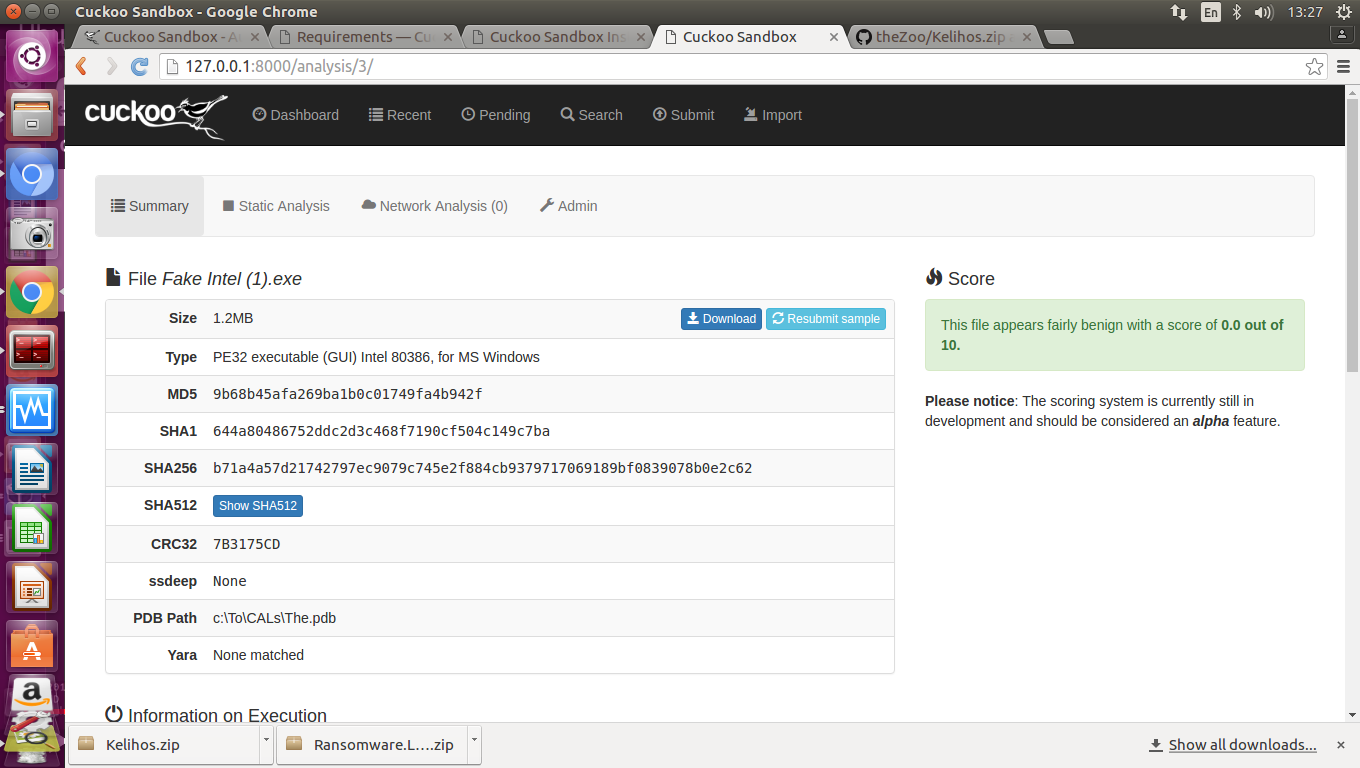 Cuckoo Sandbox - Google Chrome
En
13:27
Cuckoo Sandbox - A
Requirements — Cu
Cuckoo Sandbox Ins
Cuckoo Sandbox
theZoo/Kelihos.zip a
127.0.0.1:8000/analysis/3/
cuckoo
Dashboard
Recent
Pending
Search
Submit
Import
Summary
Static Analysis
Network Analysis (0)
Admin
File Fake Intel (1).exe
Size 1.2MB
Download
Resubmit sample
Type PE32 executable (GUI) Intel 80386, for MS Windows
MD5 9b68b45afa269ba1b0c01749fa4b942f
SHA1 644a80486752ddc2d3c468f7190cf504c149c7ba
SHA256 b71a4a57d21742797ec9079c745e2f884cb9379717069189bf0839078b0e2c62
SHA512 Show SHA512
CRC32 7B3175CD
ssdeep None
PDB Path c:\To\CALs\The.pdb
Yara None matched
Score
This file appears fairly benign with a score of 0.0 out of
10.
Please notice: The scoring system is currently still in
development and should be considered an alpha feature.
Information on Execution
Kelihos.zip
Ransomware.L....zip
Show all downloads...